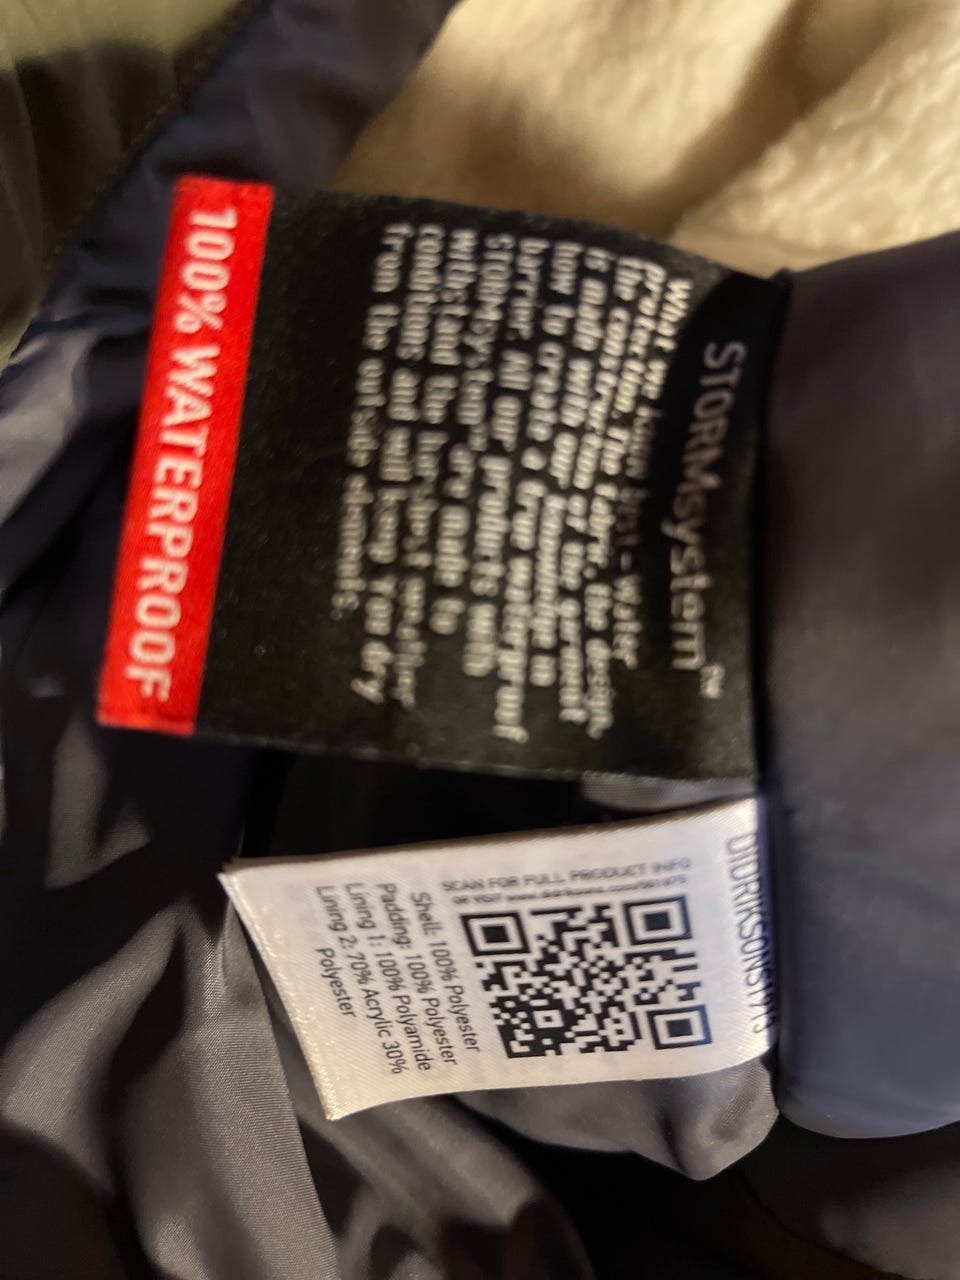 STORMsystem™
What we know best - water
protection. The fabric, the design,
the construction of the garment
is made with our knowledge in
how to create a true waterproof
barrier. All our products with
STORMsystem™ are made to
withstand the harshest weather
conditions and will keep you dry
from the outside elements.
100% WATERPROOF
DIDRIKSONS1913
SCAN FOR FULL PRODUCT INFO
OR VISIT
Shell: 100% Polyester
Padding: 100% Polyester
Lining 1: 100% Polyamide
Lining 2: 70% Acrylic 30%
Polyester